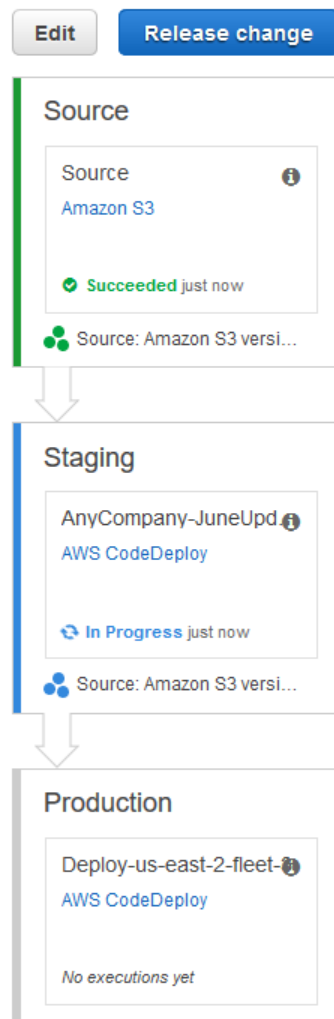 Edit Release change
Source
Source
Amazon S3
Succeeded just now
Source: Amazon S3 versi...
Staging
AnyCompany-JuneUpd.
AWS CodeDeploy
In Progress just now
Source: Amazon S3 versi...
Production
Deploy-us-east-2-fleet-
AWS CodeDeploy
No executions yet